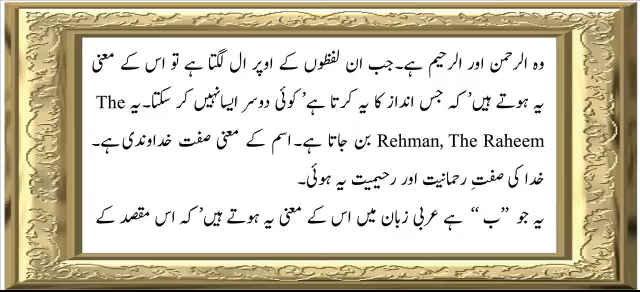 وہ الرحمن اور الرحیم ہے۔جب ان لفظوں کے اوپر ال لگتا ہے تو اس کے معنی
یہ ہوتے ہیں’ کہ جس انداز کا یہ کرتا ہے’ کوئی دوسر ایسانہیں کر سکتا۔یہ The
Rehman, The Raheem بن جاتا ہے۔اسم کے معنی صفت خداوندی ہے۔
خدا کی صفتِ رحمانیت اور رحیمیت یہ ہوئی۔
یہ جو ”ب “ ہے عربی زبان میں اس کے معنی یہ ہوتے ہیں’ کہ اس مقصد کے